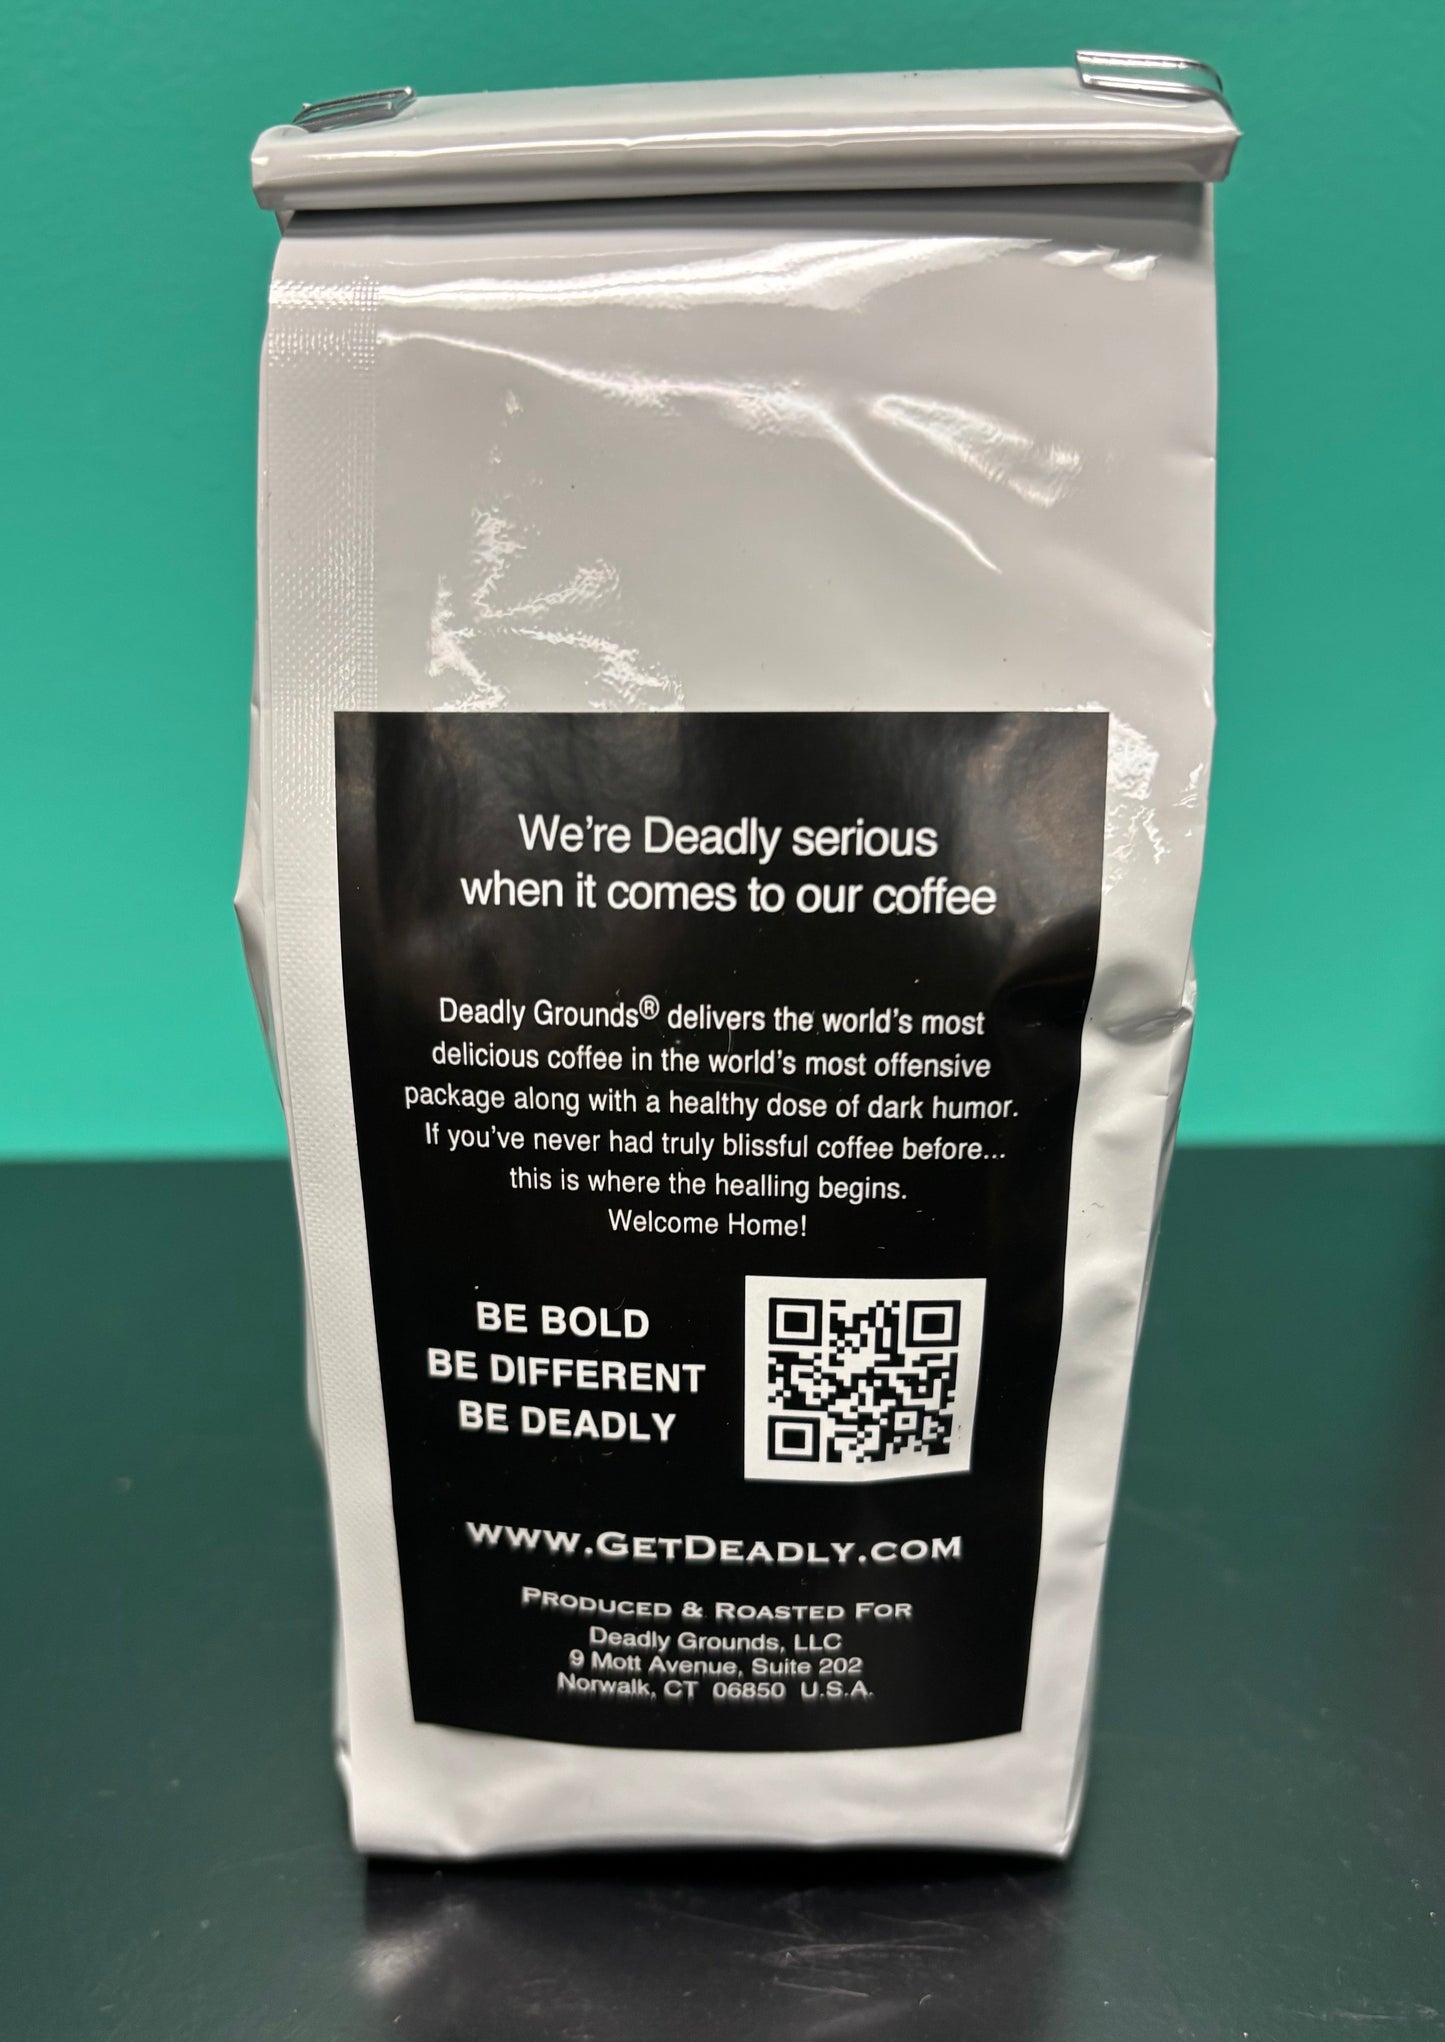 We're Deadly serious
when it comes to our coffee
Deadly Grounds® delivers the world's most
delicious coffee in the world's most offensive
package along with a healthy dose of dark humor.
If you've never had truly blissful coffee before...
this is where the healling begins.
Welcome Home!
BE BOLD
BE DIFFERENT
BE DEADLY
www.GetDeadly.com
Produced & Roasted For
Deadly Grounds, LLC
9 Mott Avenue, Suite 202
Norwalk, CT 06850 U.S.A.